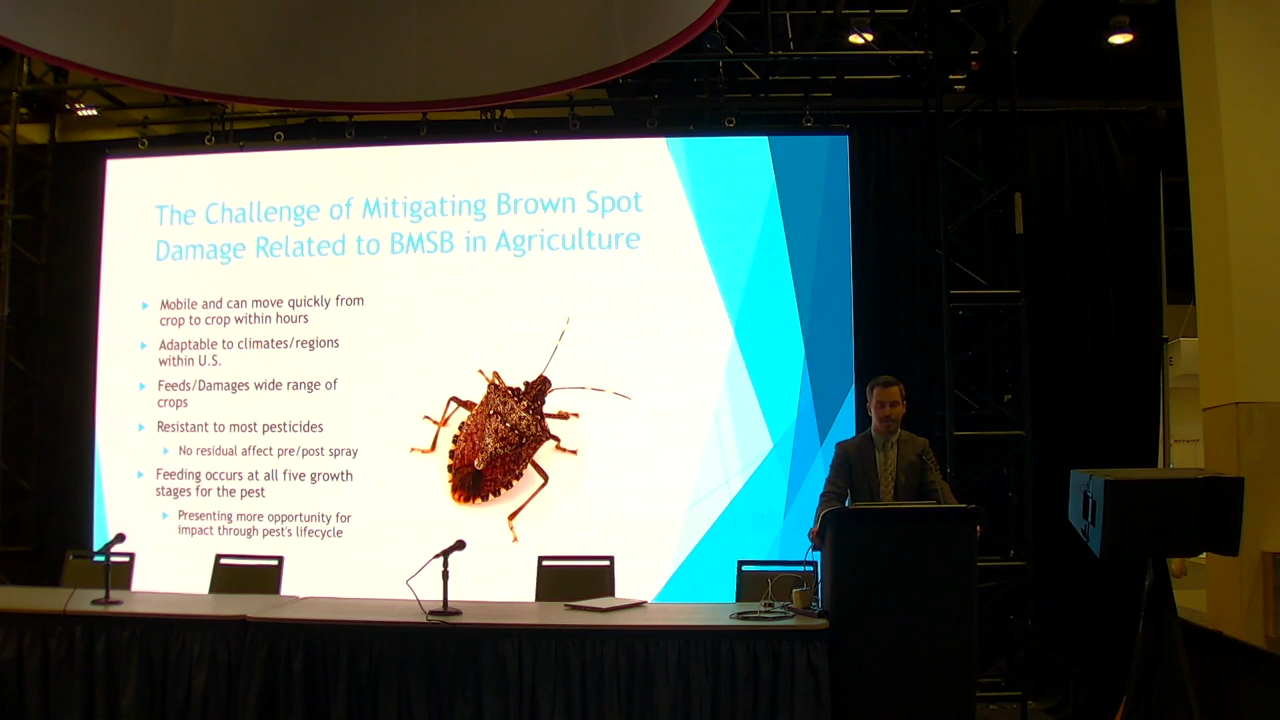 The Challenge of Mitigating Brown Spot
Damage Related to BMSB in Agriculture
Mobile and can move quickly from
crop to crop within hours
Adaptable to climates/regions
within U.S.
Feeds/Damages wide range of
crops
Resistant to most pesticides
No residual affect pre/post spray
Feeding occurs at all five growth
stages for the pest
Presenting more opportunity for
impact through pest's lifecycle